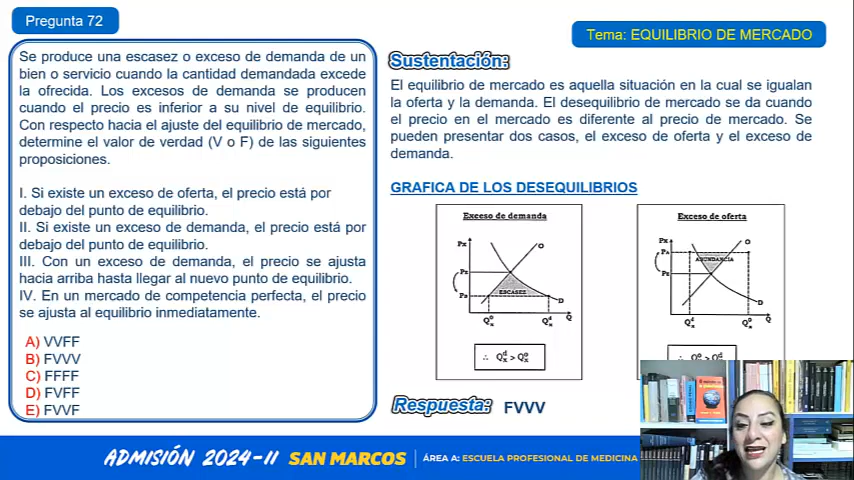 Pregunta 72
Tema: EQUILIBRIO DE MERCADO
Se produce una escasez o exceso de demanda de un
bien o servicio cuando la cantidad demandada excede
la ofrecida. Los excesos de demanda se producen
cuando el precio es inferior a su nivel de equilibrio.
Con respecto hacia el ajuste del equilibrio de mercado,
determine el valor de verdad (V o F) de las siguientes
proposiciones.
I. Si existe un exceso de oferta, el precio está por
debajo del punto de equilibrio.
II. Si existe un exceso de demanda, el precio está por
debajo del punto de equilibrio.
III. Con un exceso de demanda, el precio se ajusta
hacia arriba hasta llegar al nuevo punto de equilibrio.
IV. En un mercado de competencia perfecta, el precio
se ajusta al equilibrio inmediatamente.
A) VVFF
B) FVVV
C) FFFF
D) FVFF
E) FVVF
Sustentación:
El equilibrio de mercado es aquella situación en la cual se igualan
la oferta y la demanda. El desequilibrio de mercado se da cuando
el precio en el mercado es diferente al precio de mercado. Se
pueden presentar dos casos, el exceso de oferta y el exceso de
demanda.
GRAFICA DE LOS DESEQUILIBRIOS
Exceso de demanda
Px
O
PE
ESCASEZ
D
Q
∴ Qxd > Qxo
Exceso de oferta
Px
O
ABUNDANCIA
PE
D
Q
Respuesta: FVVV
ADMISIÓN 2024-II SAN MARCOS
ÁREA A: ESCUELA PROFESIONAL DE MEDICINA